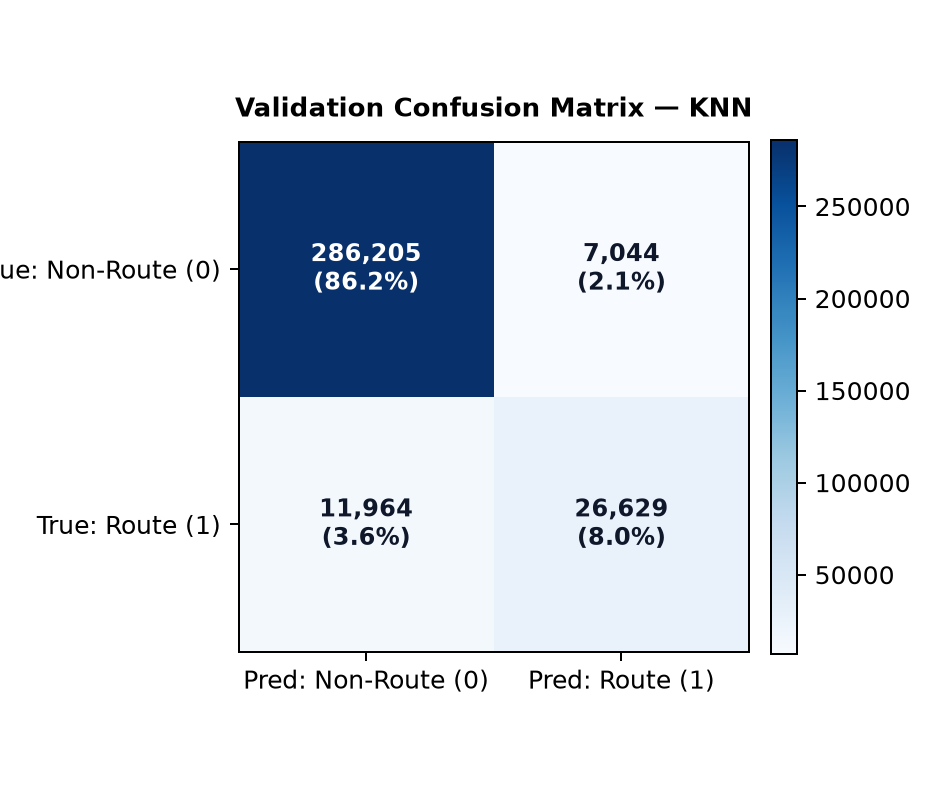 Validation Confusion Matrix — KNN
286,205
(86.2%)
7,044
(2.1%)
ue: Non-Route (0)
11,964
(3.6%)
26,629
(8.0%)
True: Route (1)
Pred: Non-Route (0)
Pred: Route (1)
250000
200000
150000
100000
50000